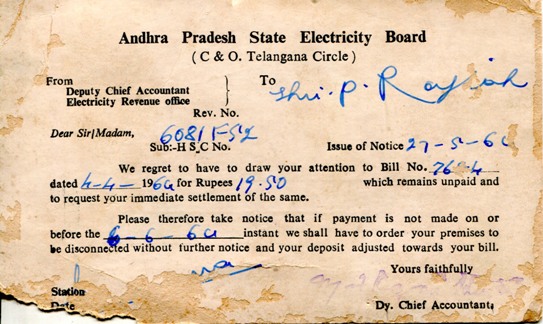 Andhra Pradesh State Electricity Board
( C & O. Telangana Circle )
From
Deputy Chief Accountant
Electricity Revenue office
To
Shri. P.
Rev. No.
Dear Sir/Madam,
Sub:-H S.C No. 6081
Issue of Notice 27-5-6
We regret to have to draw your attention to Bill No.
dated 4-4- 196 for Rupees 19.50 which remains unpaid and
to request your immediate settlement of the same.
Please therefore take notice that if payment is not made on or
before the instant we shall have to order your premises to
be disconnected without further notice and your deposit adjusted towards your bill.
Yours faithfully
Station
Date
Dy. Chief Accountant,